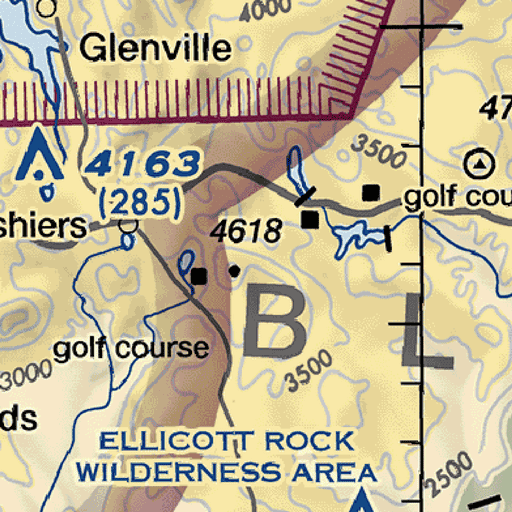 4000
Glenville
47
3500
4163
(285)
golf cou
shiers
4618
B
L
golf course
3000
3500
ds
ELLICOTT ROCK
WILDERNESS AREA
2500